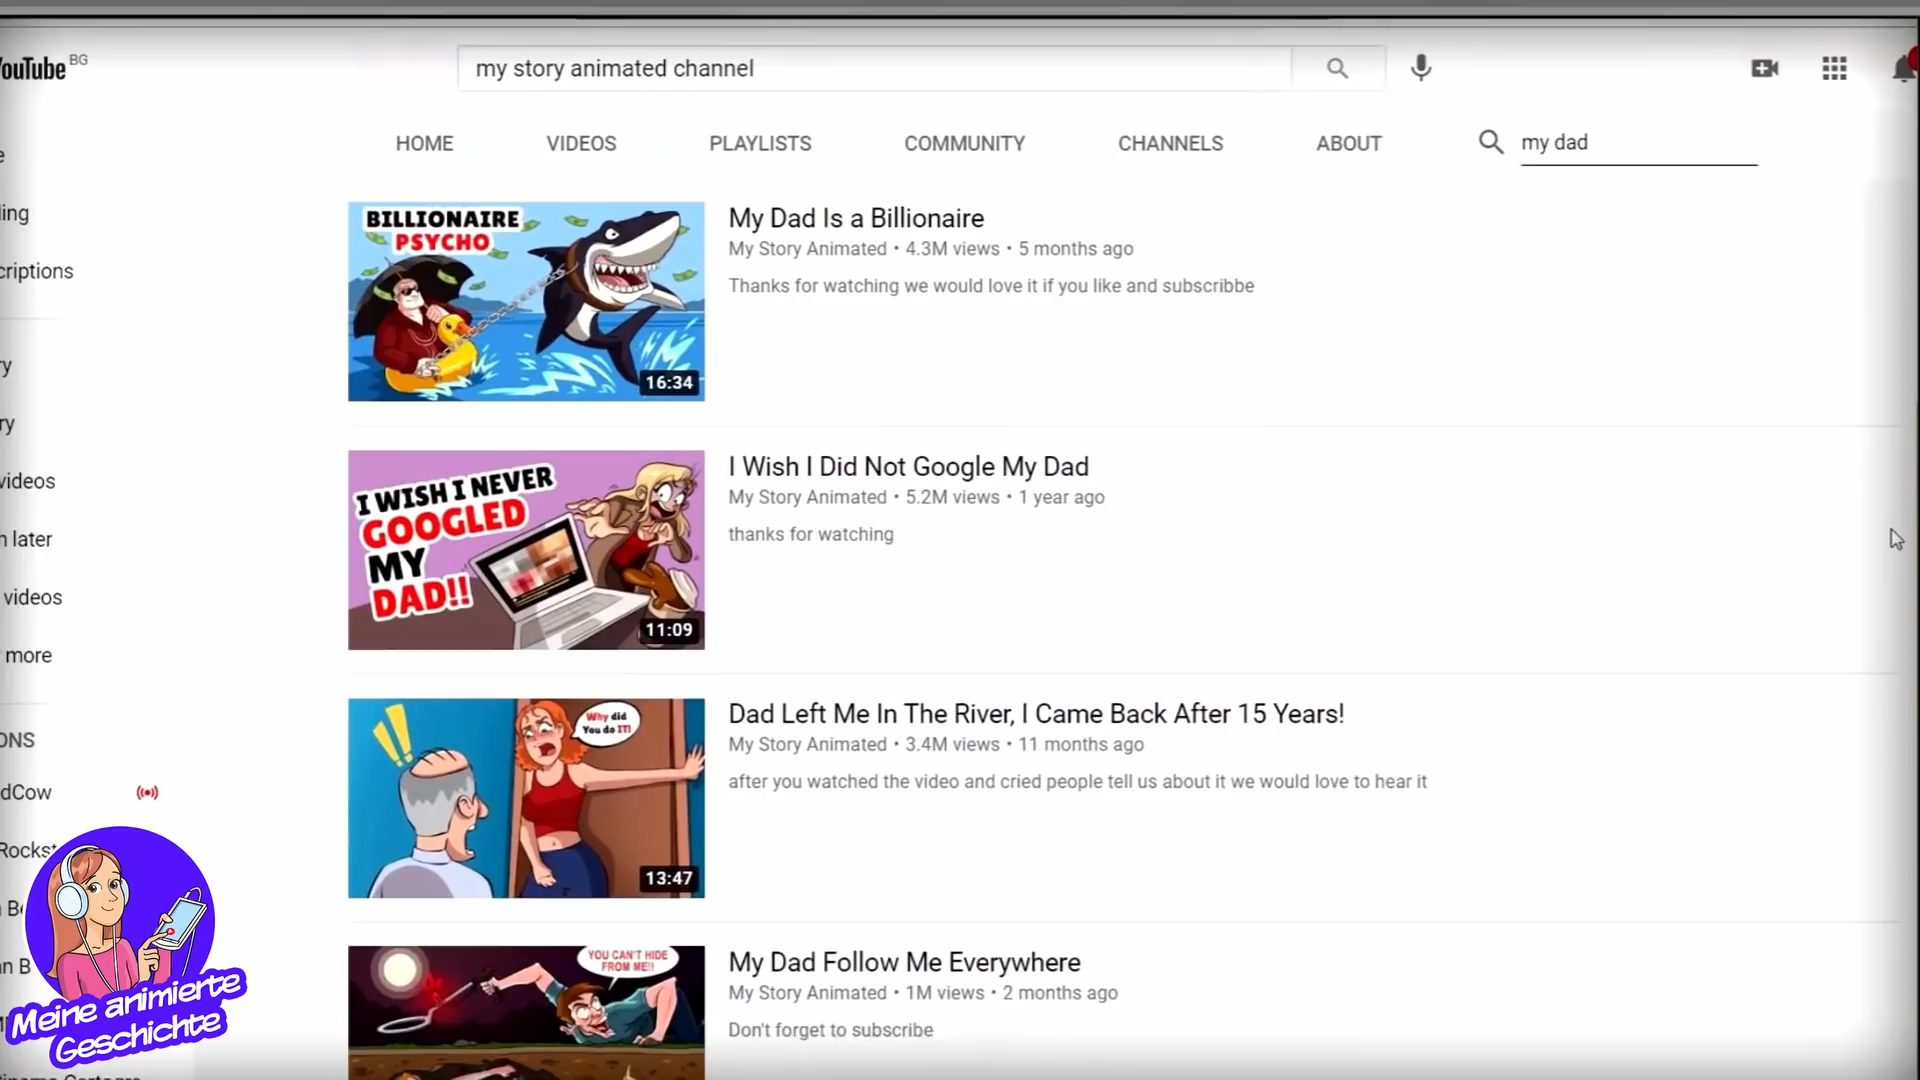 YouTube BG
my story animated channel
HOME VIDEOS PLAYLISTS COMMUNITY CHANNELS ABOUT my dad
BILLIONAIRE
PSYCHO
16:34
My Dad Is a Billionaire
My Story Animated • 4.3M views • 5 months ago
Thanks for watching we would love it if you like and subscribbe
I WISH I NEVER
GOOGLED
MY
DAD!!
11:09
I Wish I Did Not Google My Dad
My Story Animated • 5.2M views • 1 year ago
thanks for watching
Why did
You do IT!
13:47
Dad Left Me In The River, I Came Back After 15 Years!
My Story Animated • 3.4M views • 11 months ago
after you watched the video and cried people tell us about it we would love to hear it
YOU CAN'T HIDE
FROM ME!!
My Dad Follow Me Everywhere
My Story Animated • 1M views • 2 months ago
Don't forget to subscribe
videos
later
videos
more
Meine animierte
Geschichte